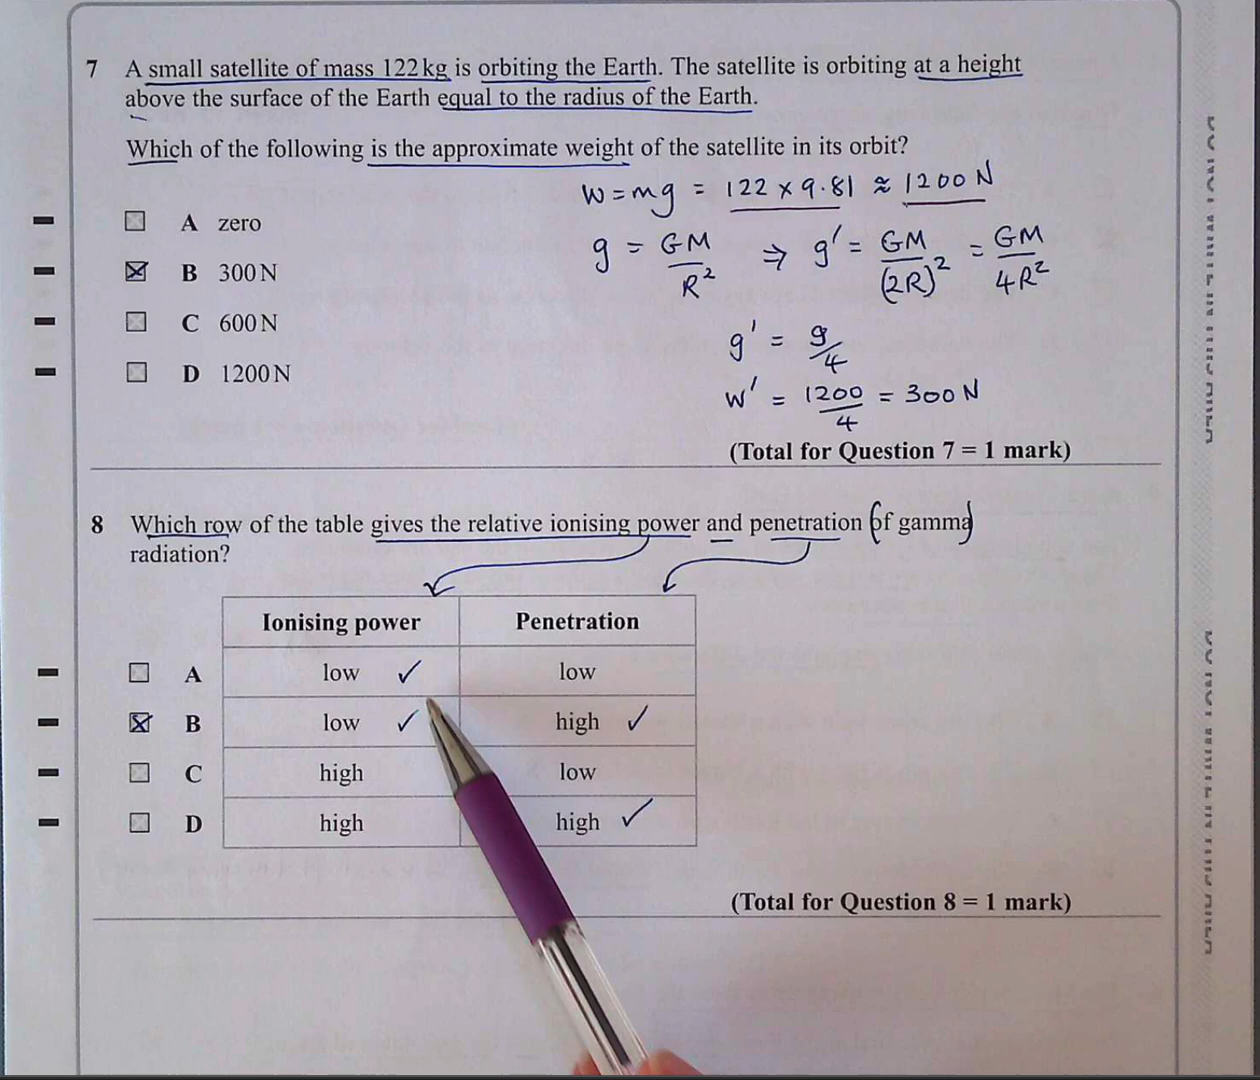 7 A small satellite of mass 122 kg is orbiting the Earth. The satellite is orbiting at a height
above the surface of the Earth equal to the radius of the Earth.
Which of the following is the approximate weight of the satellite in its orbit?
W = mg = 122 × 9.81 ≈ 1200 N
A zero
B 300 N
C 600 N
D 1200 N
g = GM/R² ⇒ g' = GM/(2R)² = GM/4R²
g' = g/4
W' = 1200/4 = 300 N
(Total for Question 7 = 1 mark)
8 Which row of the table gives the relative ionising power and penetration of gamma
radiation?
Ionising power Penetration
A low ✓ low
B low ✓ high ✓
C high low
D high high ✓
(Total for Question 8 = 1 mark)